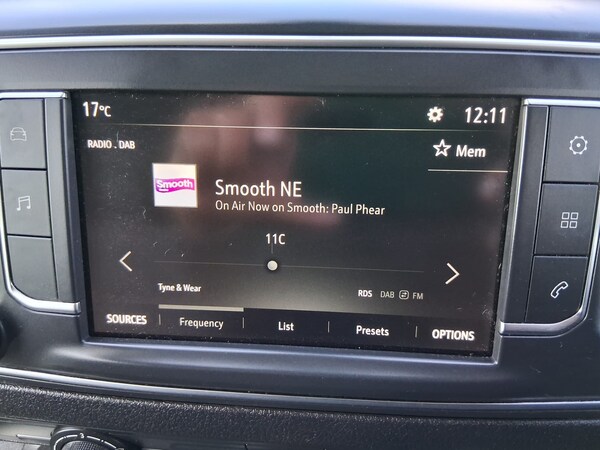 17°C
12:11
RADIO . DAB
Mem
Smooth
Smooth NE
On Air Now on Smooth: Paul Phear
11C
Tyne & Wear
RDS DAB FM
SOURCES Frequency List Presets OPTIONS
3